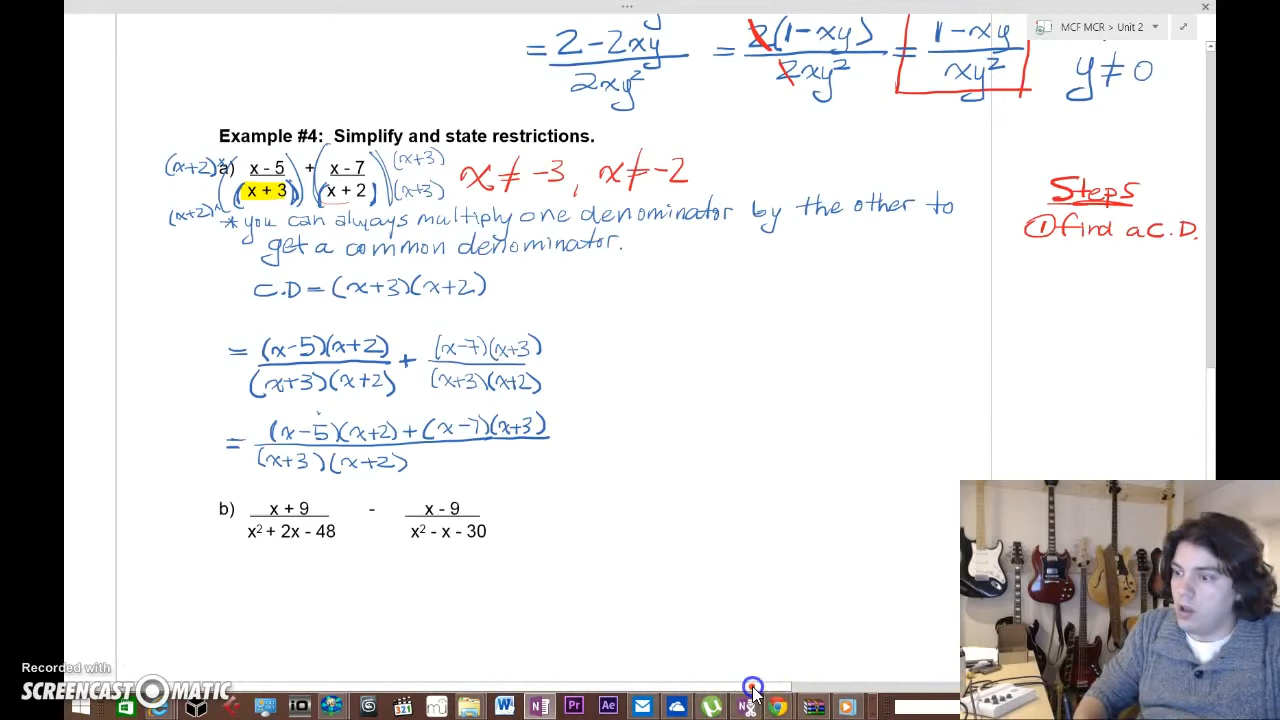 MCF MCR > Unit 2
= 2 - 2xy / 2xy² = 2(1 - xy) / 2xy² = 1 - xy / xy² y ≠ 0
Example #4: Simplify and state restrictions.
a) (x+2) (x - 5 / (x + 3)) + (x - 7 / (x + 2)) (x+3) x ≠ -3, x ≠ -2
(x+2) (x+3)
*you can always multiply one denominator by the other to
get a common denominator.
C.D = (x+3)(x+2)
= (x-5)(x+2) / (x+3)(x+2) + (x-7)(x+3) / (x+3)(x+2)
= (x-5)(x+2)+(x-7)(x+3) / (x+3)(x+2)
b) x + 9 / x² + 2x - 48 - x - 9 / x² - x - 30
Steps
① find a C.D.
Recorded with
SCREENCAST O MATIC